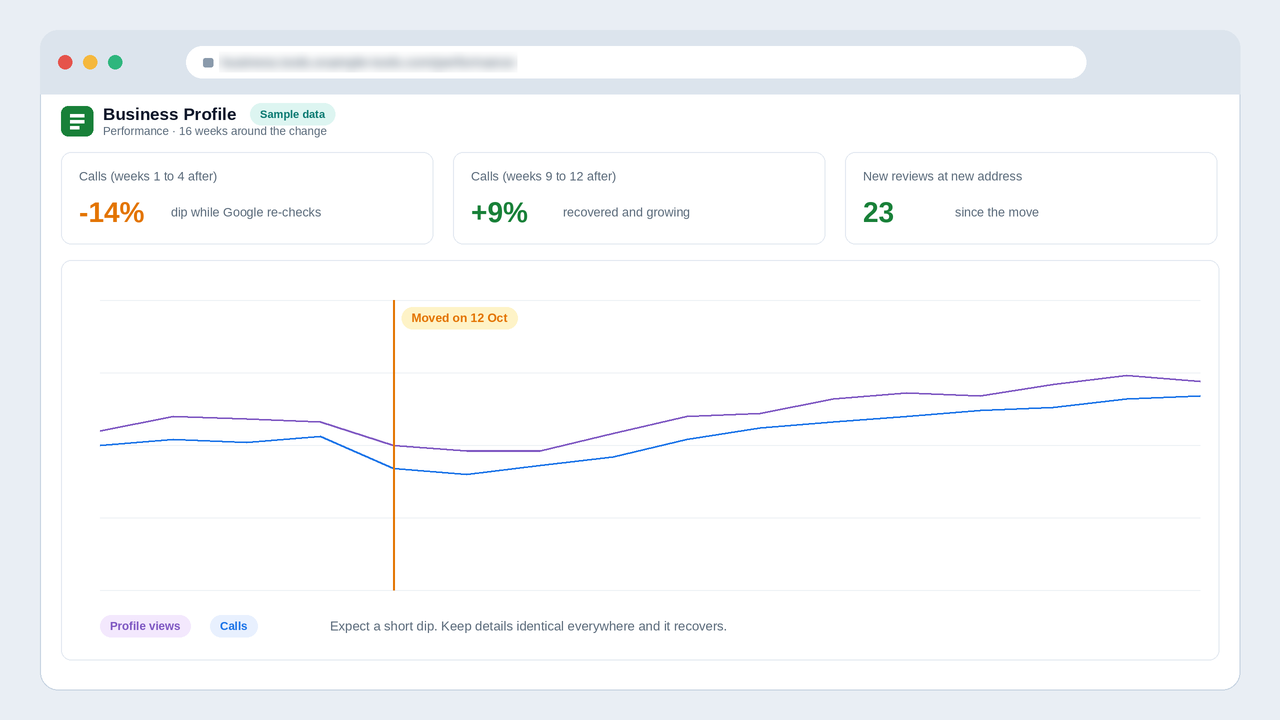 Business Profile
Sample data
Performance · 16 weeks around the change
Calls (weeks 1 to 4 after)
-14%
dip while Google re-checks
Calls (weeks 9 to 12 after)
+9%
recovered and growing
New reviews at new address
23
since the move
Moved on 12 Oct
Profile views
Calls
Expect a short dip. Keep details identical everywhere and it recovers.